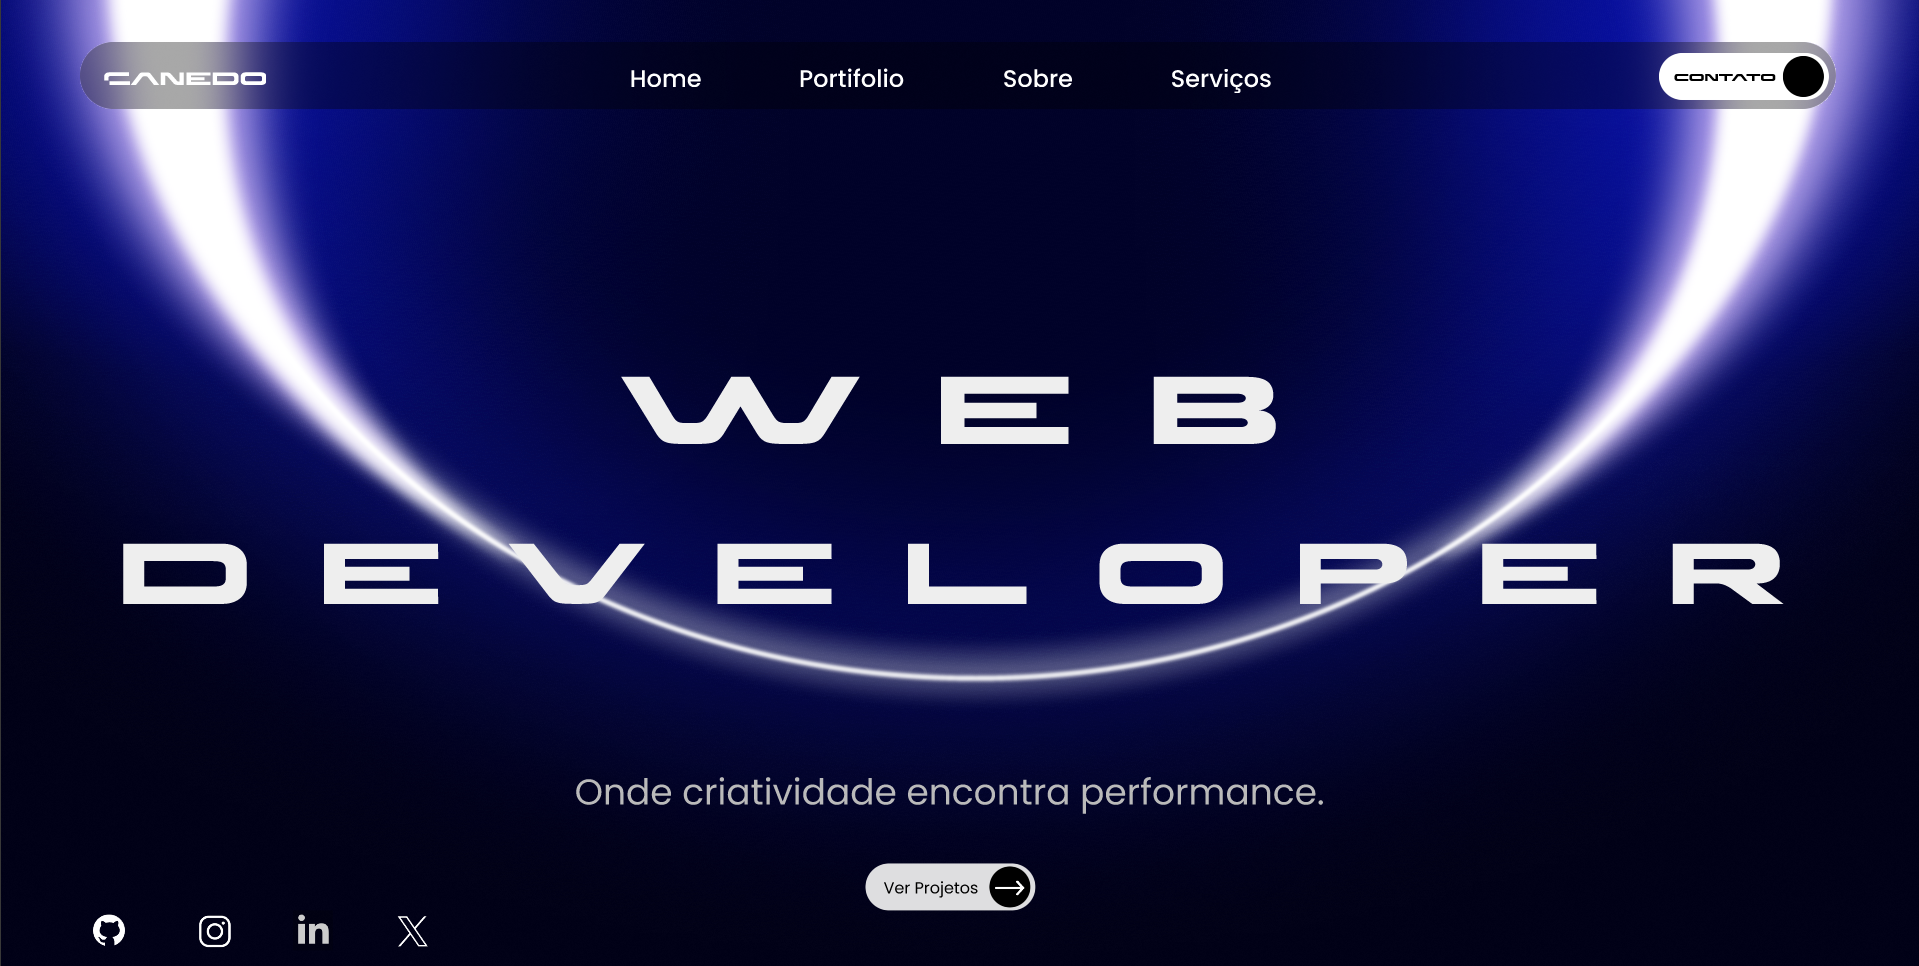 CANEDO
Home
Portifolio
Sobre
Serviços
CONTATO
WEB
DEVELOPER
Onde criatividade encontra performance.
Ver Projetos
in
X